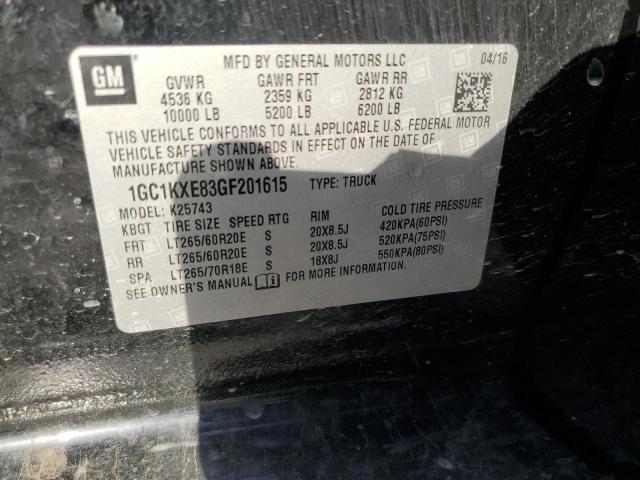 GM
MFD BY GENERAL MOTORS LLC 04/16
GVWR GAWR FRT GAWR RR
4536 KG 2359 KG 2812 KG
10000 LB 5200 LB 6200 LB
THIS VEHICLE CONFORMS TO ALL APPLICABLE U.S. FEDERAL MOTOR
VEHICLE SAFETY STANDARDS IN EFFECT ON THE DATE OF
MANUFACTURE SHOWN ABOVE.
1GC1KXE83GF201615 TYPE: TRUCK
MODEL: K25743
KBGT TIRE SIZE SPEED RTG RIM COLD TIRE PRESSURE
FRT LT265/60R20E S 20X8.5J 420KPA(60PSI)
RR LT265/60R20E S 20X8.5J 520KPA(75PSI)
SPA LT265/70R18E S 18X8J 550KPA(80PSI)
SEE OWNER'S MANUAL FOR MORE INFORMATION